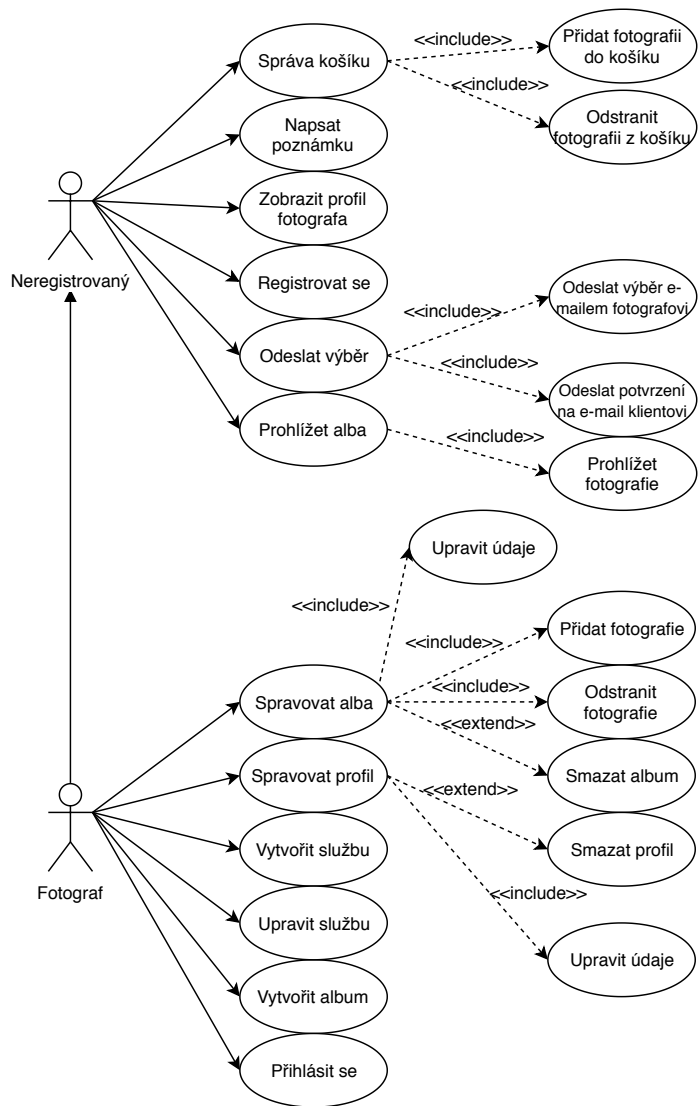 Správa košíku
<<include>>
Přidat fotografii
do košíku
<<include>>
Odstranit
fotografii z košíku
Napsat
poznámku
Zobrazit profil
fotografa
Neregistrovaný
Registrovat se
Odeslat výběr
<<include>>
Odeslat výběr e-
mailem fotografovi
<<include>>
Odeslat potvrzení
na e-mail klientovi
Prohlížet alba
<<include>>
Prohlížet
fotografie
Upravit údaje
<<include>>
Spravovat alba
<<include>>
Přidat fotografie
<<include>>
Odstranit
fotografie
<<extend>>
Smazat album
Spravovat profil
<<extend>>
Smazat profil
<<include>>
Upravit údaje
Fotograf
Vytvořit službu
Upravit službu
Vytvořit album
Přihlásit se